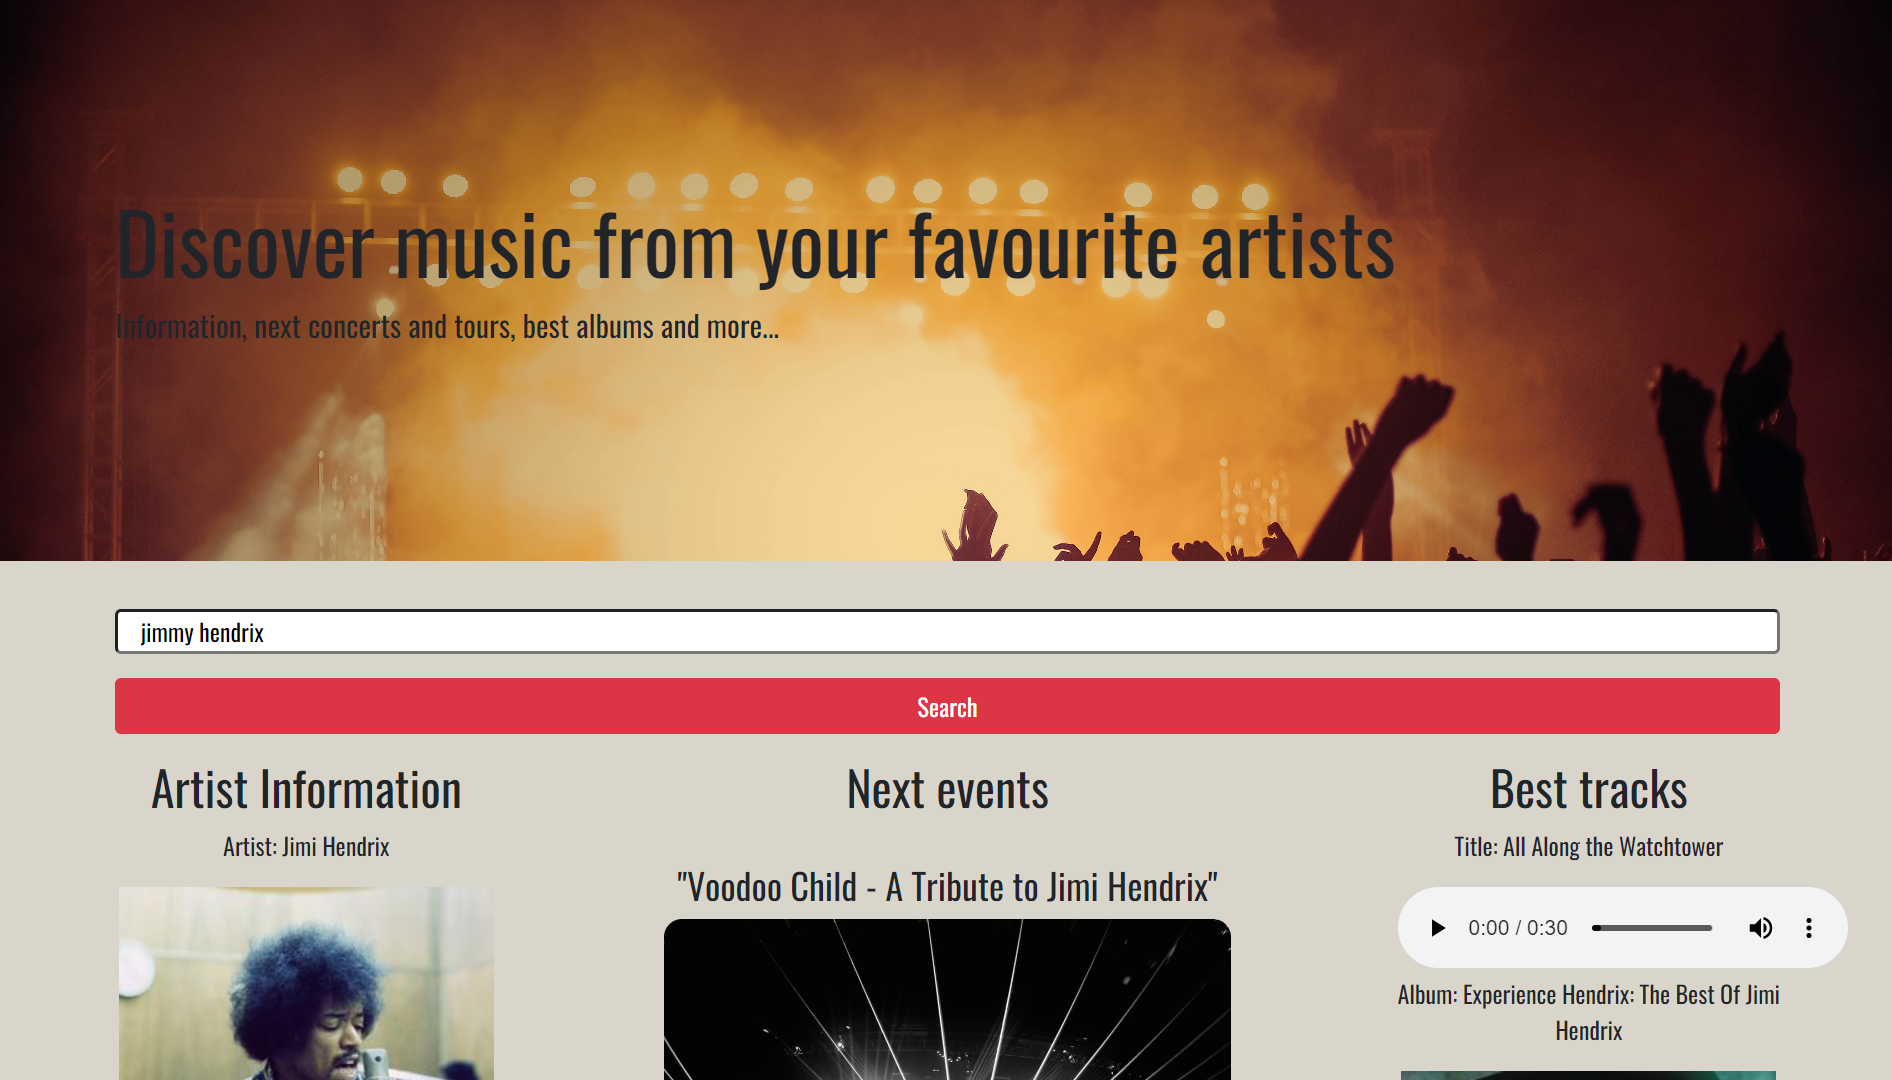 Discover music from your favourite artists
Information, next concerts and tours, best albums and more...
jimmy hendrix
Search
Artist Information
Artist: Jimi Hendrix
Next events
"Voodoo Child - A Tribute to Jimi Hendrix"
Best tracks
Title: All Along the Watchtower
0:00 / 0:30
Album: Experience Hendrix: The Best Of Jimi
Hendrix